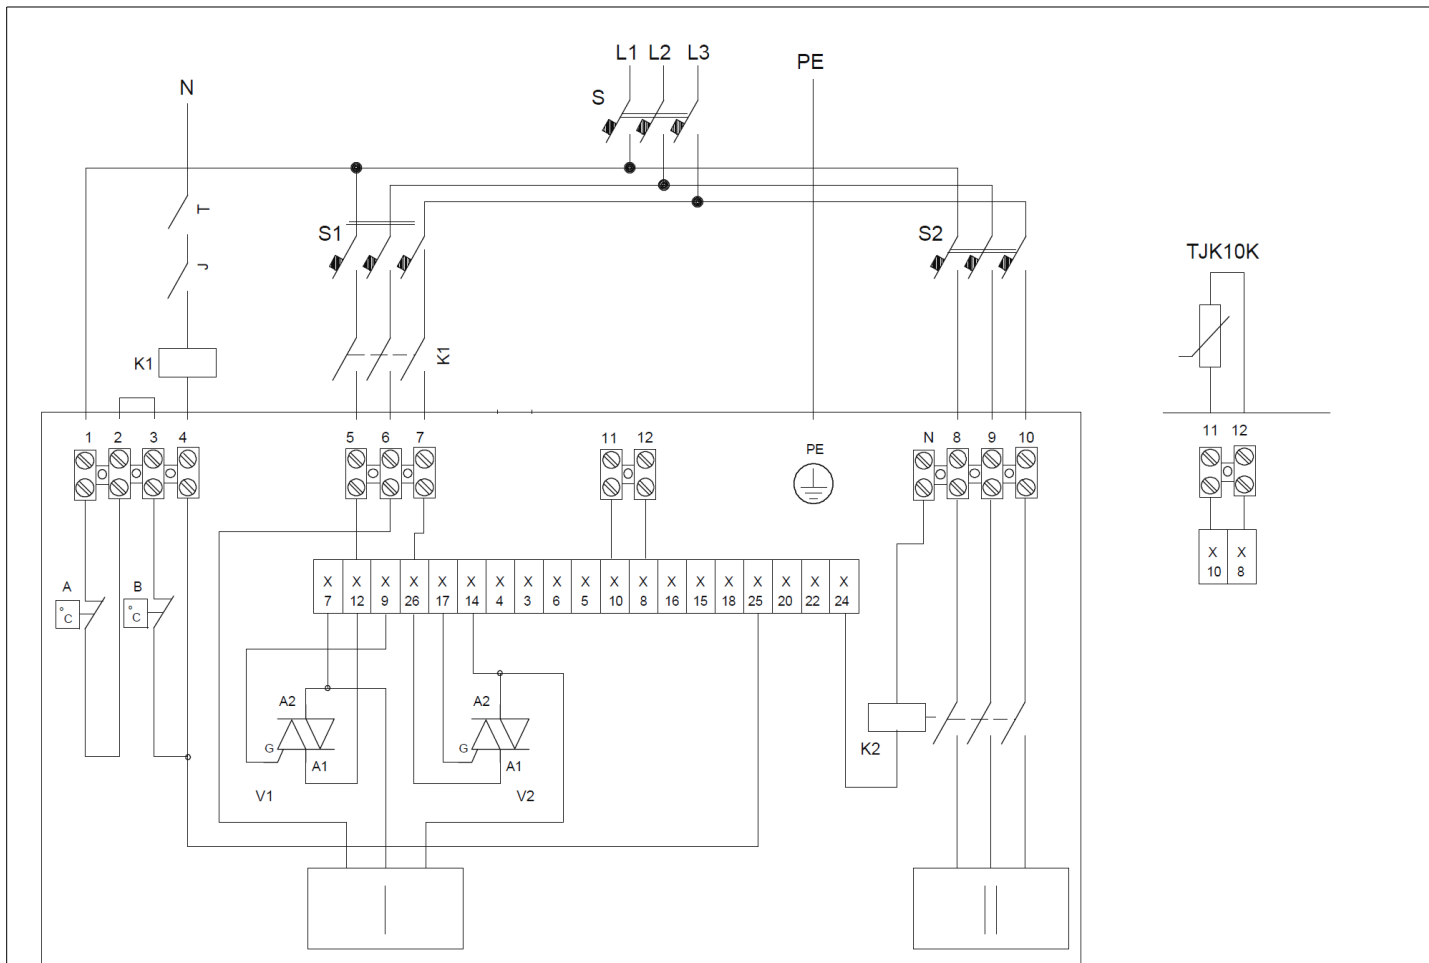 L1 L2 L3
PE
N
S
T
S1
S2
J
TJK10K
K1
K1
1 2 3 4
5 6 7
11 12
PE
N 8 9 10
11 12
X X X X X X X X X X X X X X X X X X X
7 12 9 26 17 14 4 3 6 5 10 8 16 15 18 25 20 22 24
X X
10 8
A
B
°C
°C
A2
A2
G
G
A1
A1
K2
V1
V2